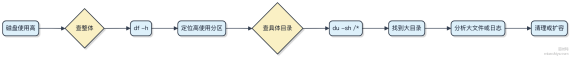 磁盘使用高
查整体
df -h
定位高使用分区
查具体目录
du -sh /*
找到大目录
分析大文件或日志
清理或扩容